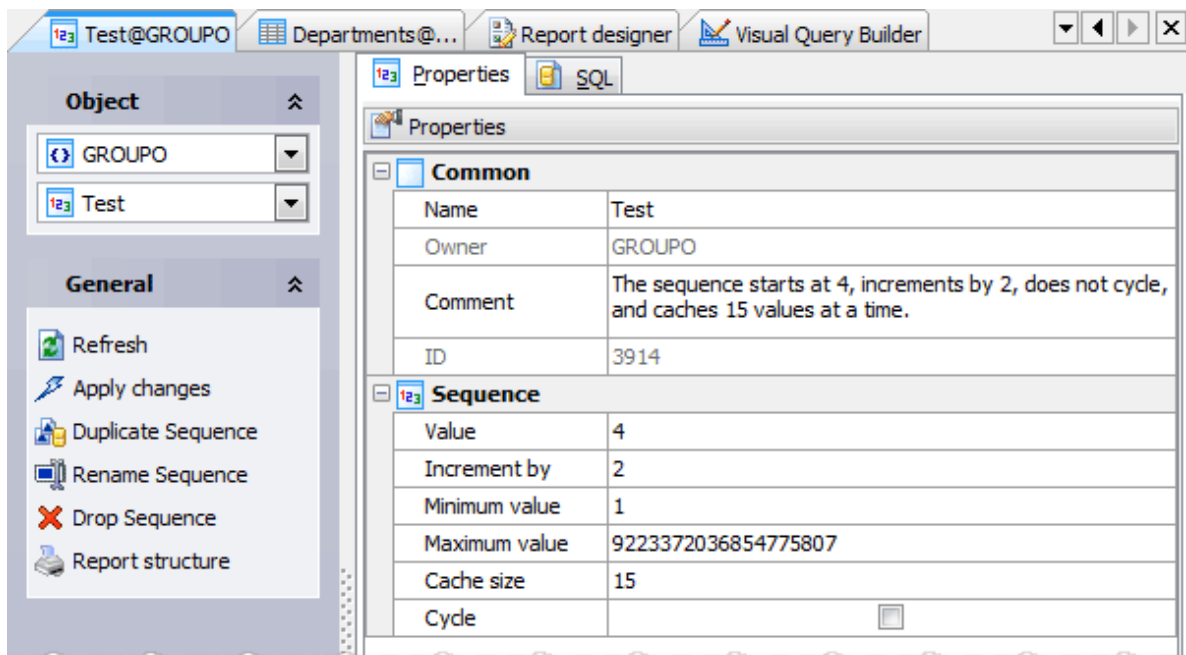 Test@GROUPO
Departments@...
Report designer
Visual Query Builder
Object
GROUPO
Test
General
Refresh
Apply changes
Duplicate Sequence
Rename Sequence
Drop Sequence
Report structure
Properties
SQL
Properties
Common
Name Test
Owner GROUPO
Comment The sequence starts at 4, increments by 2, does not cycle,
and caches 15 values at a time.
ID 3914
Sequence
Value 4
Increment by 2
Minimum value 1
Maximum value 9223372036854775807
Cache size 15
Cycle